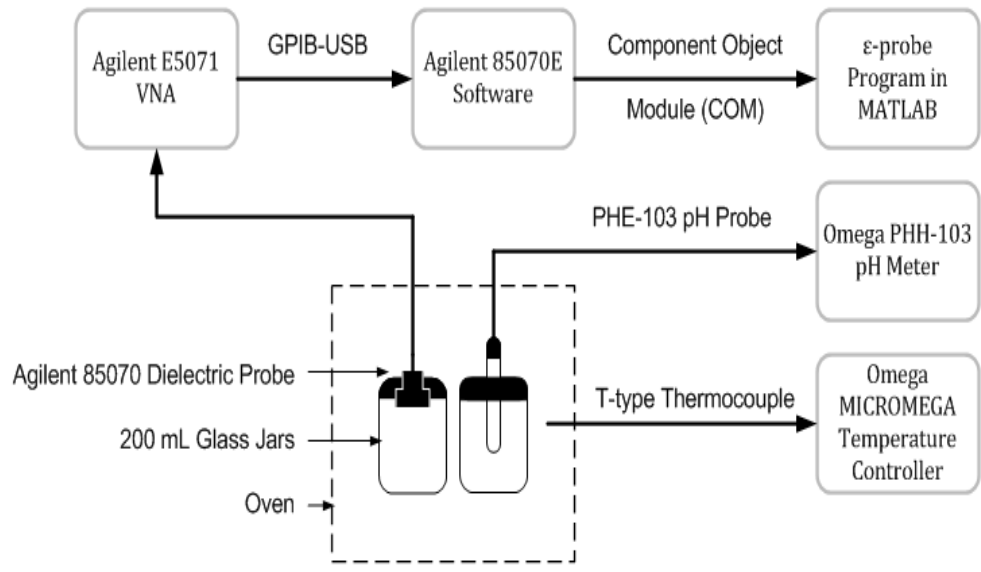 Agilent E5071
VNA
GPIB-USB
Agilent 85070E
Software
Component Object
Module (COM)
ε-probe
Program in
MATLAB
PHE-103 pH Probe
Omega PHH-103
pH Meter
Agilent 85070 Dielectric Probe
200 mL Glass Jars
Oven
T-type Thermocouple
Omega
MICROMEGA
Temperature
Controller